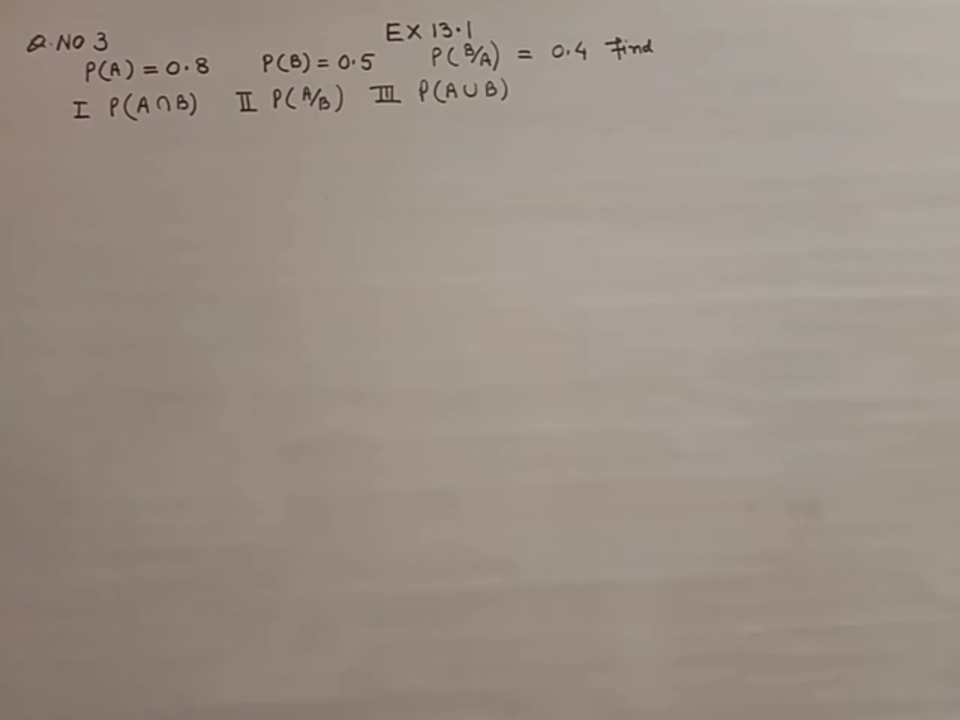 EX 13.1
Q.NO 3
P(A) = 0.8 P(B) = 0.5 P(B/A) = 0.4 find
I P(A∩B) II P(A/B) III P(A∪B)